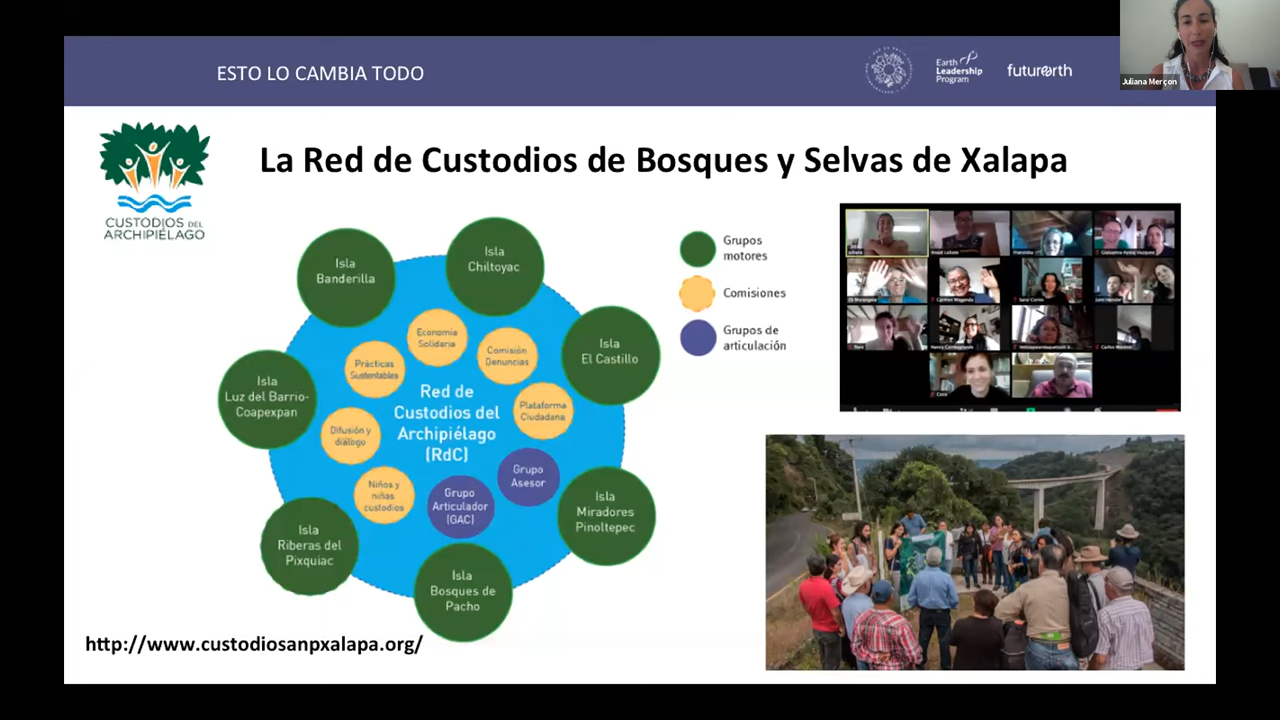 ESTO LO CAMBIA TODO
Earth
Leadership
Program
futurearth
Juliana Merçon
CUSTODIOS DEL
ARCHIPIÉLAGO
La Red de Custodios de Bosques y Selvas de Xalapa
Isla
Banderilla
Isla
Chiltoyac
Isla
El Castillo
Isla
Luz del Barrio-
Coapexpan
Isla
Miradores
Pinoltepec
Isla
Riberas del
Pixquiac
Isla
Bosques de
Pacho
Economía
Solidaria
Comisión
Denuncias
Prácticas
Sustentables
Plataforma
Ciudadana
Difusión y
diálogo
Niños y
niñas
custodios
Red de
Custodios del
Archipiélago
(RdC)
Grupo
Articulador
(GAC)
Grupo
Asesor
Grupos
motores
Comisiones
Grupos de
articulación
http://www.custodiosanpxalapa.org/